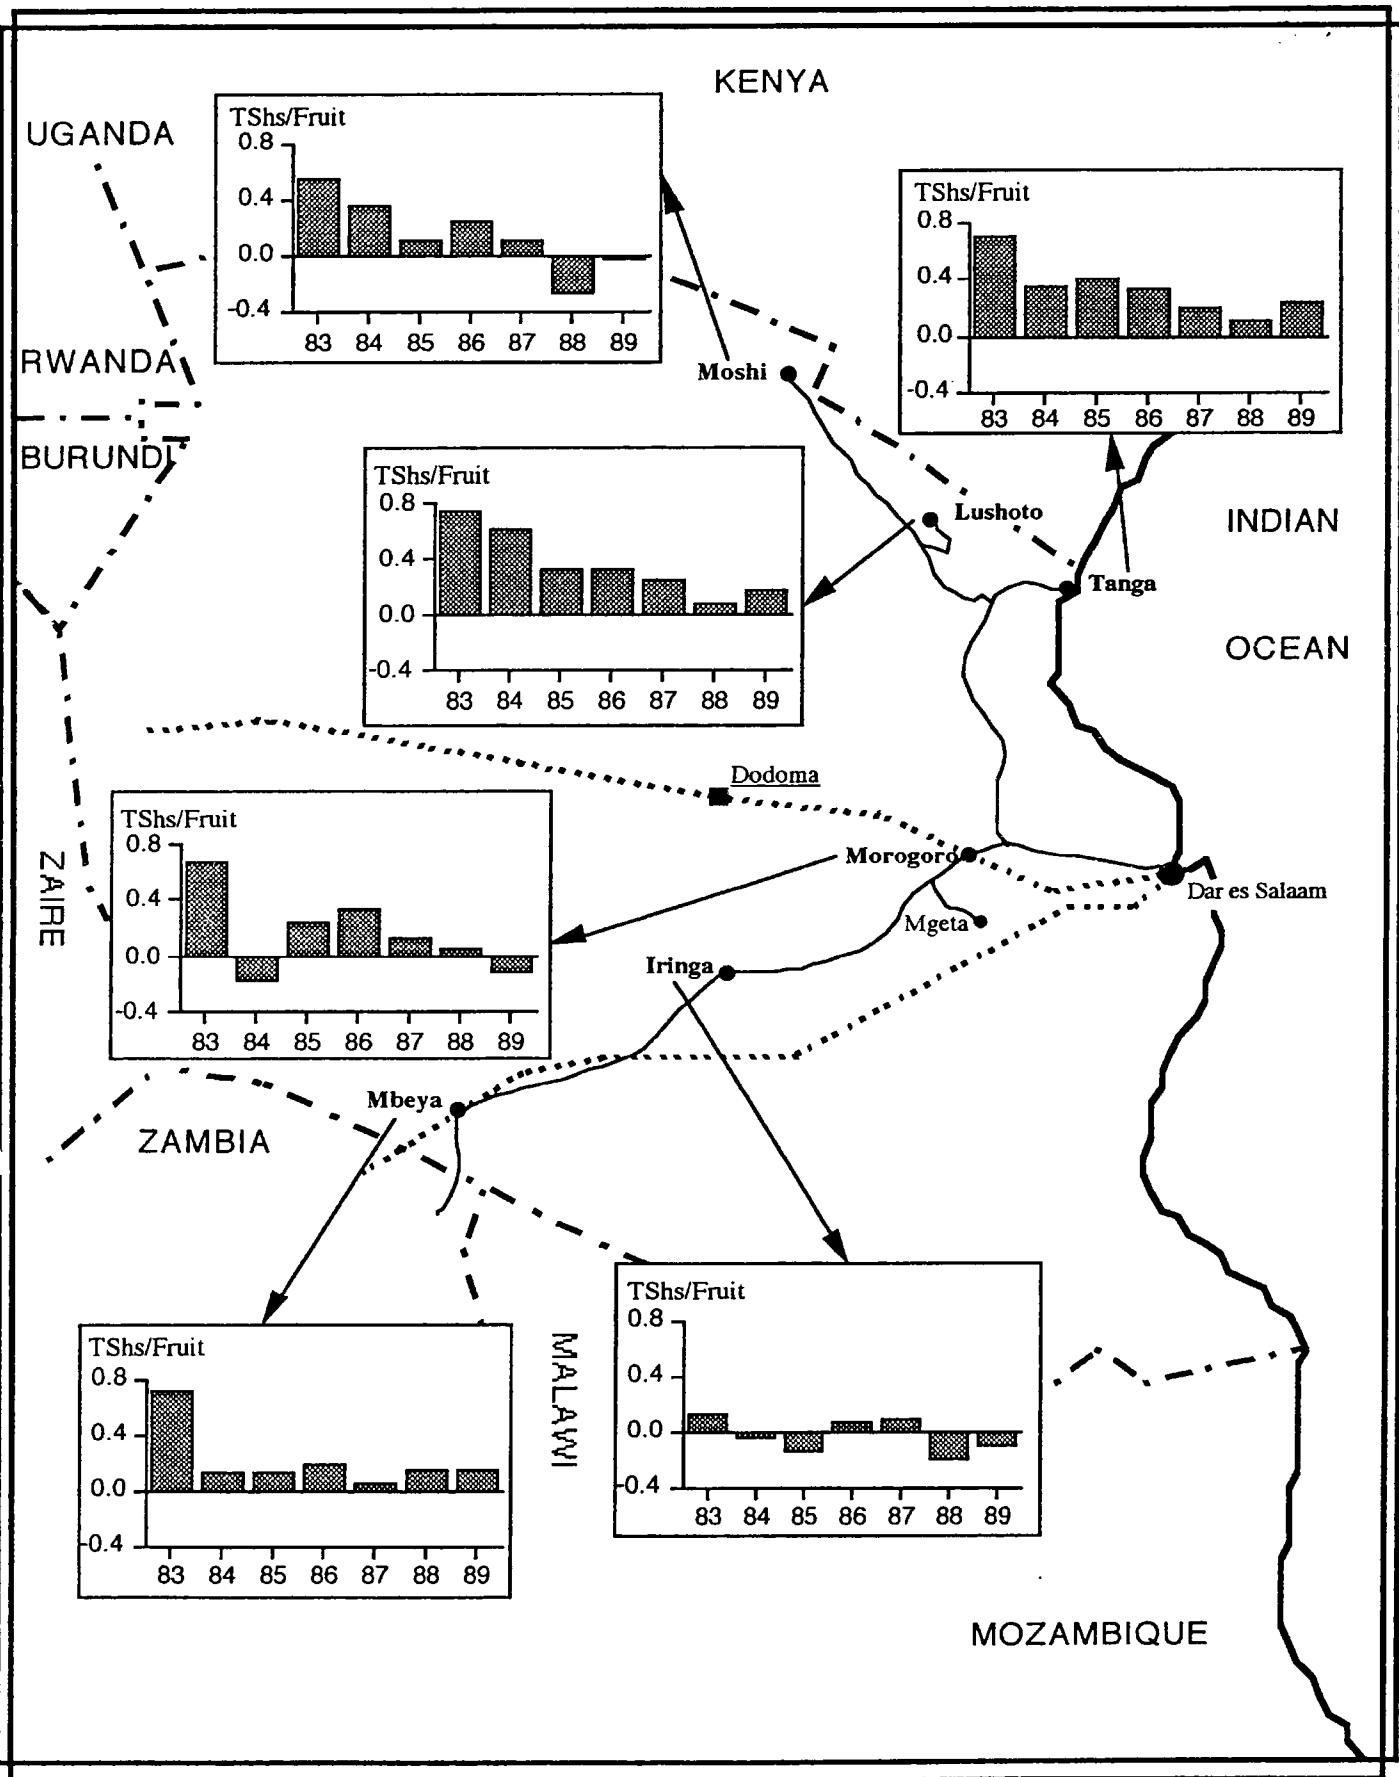 KENYA
UGANDA
TShs/Fruit
0.8
0.4
0.0
-0.4
83 84 85 86 87 88 89
TShs/Fruit
0.8
0.4
0.0
-0.4
83 84 85 86 87 88 89
RWANDA
BURUNDI
Moshi
TShs/Fruit
0.8
0.4
0.0
-0.4
83 84 85 86 87 88 89
Lushoto
INDIAN
OCEAN
Tanga
Dodoma
TShs/Fruit
0.8
0.4
0.0
-0.4
83 84 85 86 87 88 89
ZAIRE
Morogoro
Dar es Salaam
Mgeta
Iringa
Mbeya
ZAMBIA
TShs/Fruit
0.8
0.4
0.0
-0.4
83 84 85 86 87 88 89
MALAWI
TShs/Fruit
0.8
0.4
0.0
-0.4
83 84 85 86 87 88 89
MOZAMBIQUE